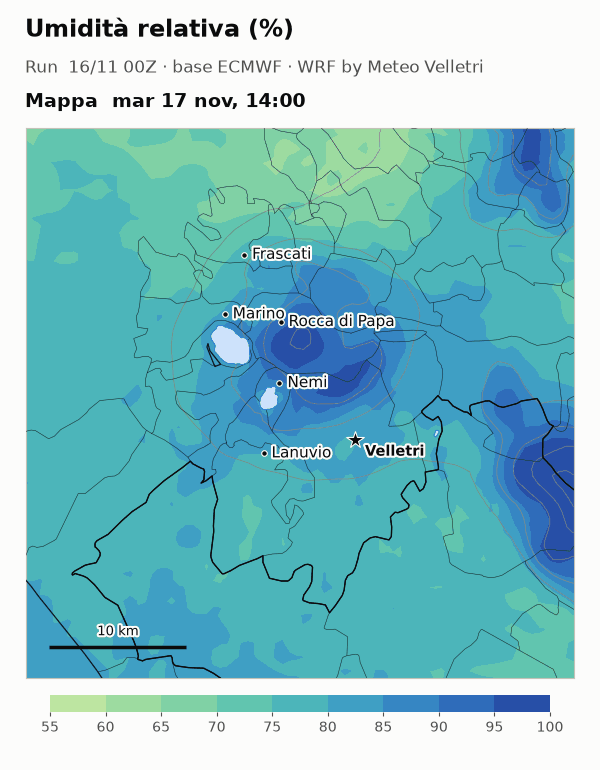 Umidità relativa (%)
Run  16/11 00Z · base ECMWF · WRF by Meteo Velletri
Mappa  mar 17 nov, 14:00
Frascati
Marino
Rocca di Papa
Nemi
Velletri
Lanuvio
10 km
55 60 65 70 75 80 85 90 95 100